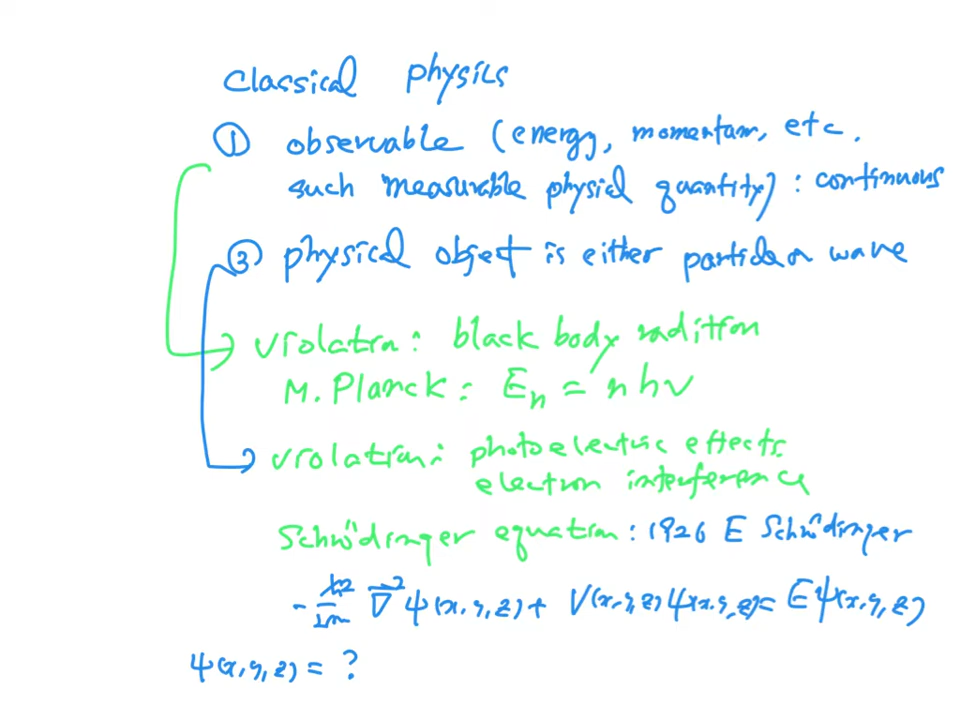 classical physics
① observable (energy, momentum, etc.
such measurable physical quantity) : continuous
② physical object is either particle or wave
violation : black body radition
M. Planck : Eₙ = nhν
violation : photoelectric effects.
electron interference
Schrödinger equation : 1926 E Schrödinger
-ħ²/2m ∇⃗² ψ(x,y,z) + V(x,y,z)ψ(x,y,z) = Eψ(x,y,z)
ψ(x,y,z) = ?